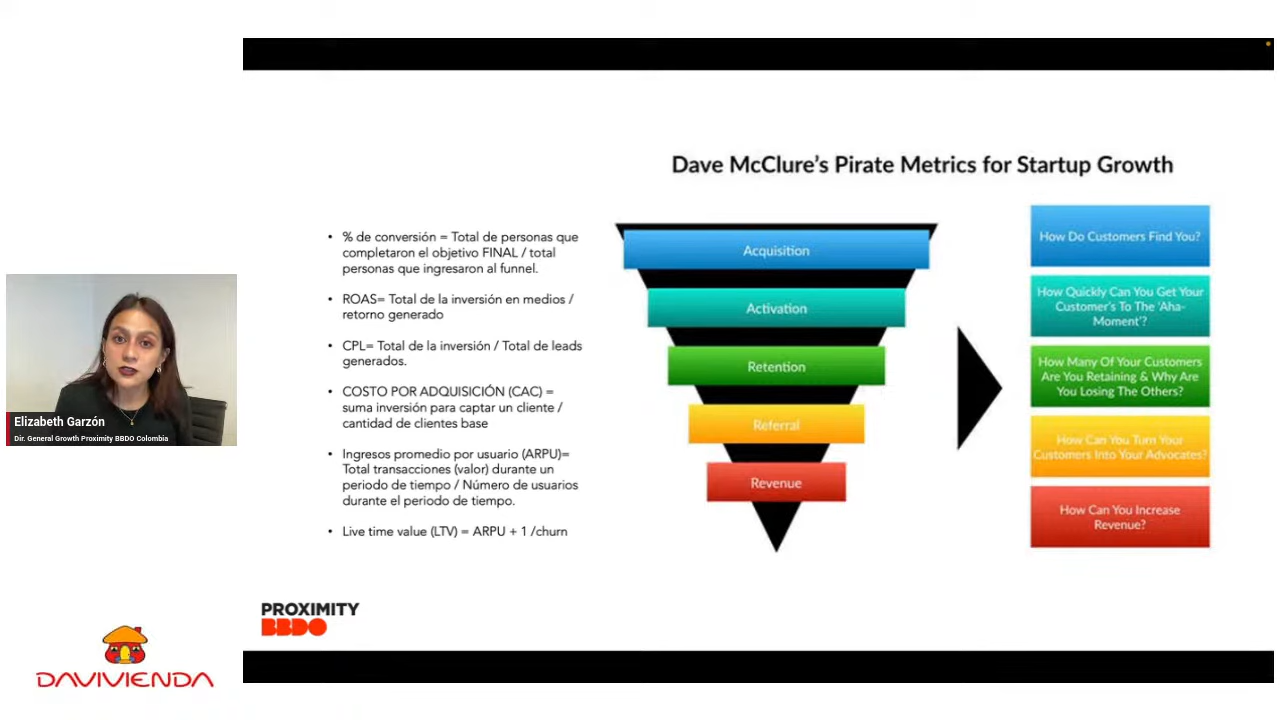 Dave McClure's Pirate Metrics for Startup Growth
• % de conversión = Total de personas que
completaron el objetivo FINAL / total
personas que ingresaron al funnel.
• ROAS= Total de la inversión en medios /
retorno generado
• CPL= Total de la inversión / Total de leads
generados.
• COSTO POR ADQUISICIÓN (CAC) =
suma inversión para captar un cliente /
cantidad de clientes base
• Ingresos promedio por usuario (ARPU)=
Total transacciones (valor) durante un
periodo de tiempo / Número de usuarios
durante el periodo de tiempo.
• Live time value (LTV) = ARPU + 1 /churn
Acquisition
Activation
Retention
Referral
Revenue
How Do Customers Find You?
How Quickly Can You Get Your
Customer's To The 'Aha-
Moment'?
How Many Of Your Customers
Are You Retaining & Why Are
You Losing The Others?
How Can You Turn Your
Customers Into Your Advocates?
How Can You Increase
Revenue?
Elizabeth Garzón
Dir. General Growth Proximity BBDO Colombia
PROXIMITY
BBDO
DAVIVIENDA